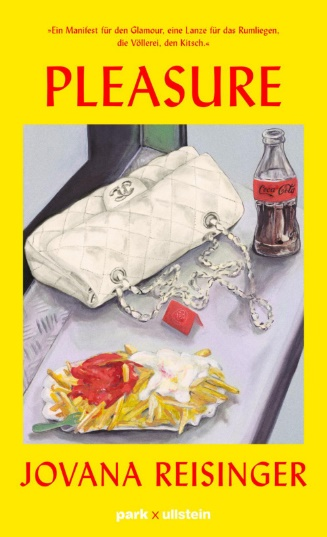 »Ein Manifest für den Glamour, eine Lanze für das Rumliegen,
die Völlerei, den Kitsch.«
PLEASURE
Coca-Cola
JOVANA REISINGER
park x ullstein